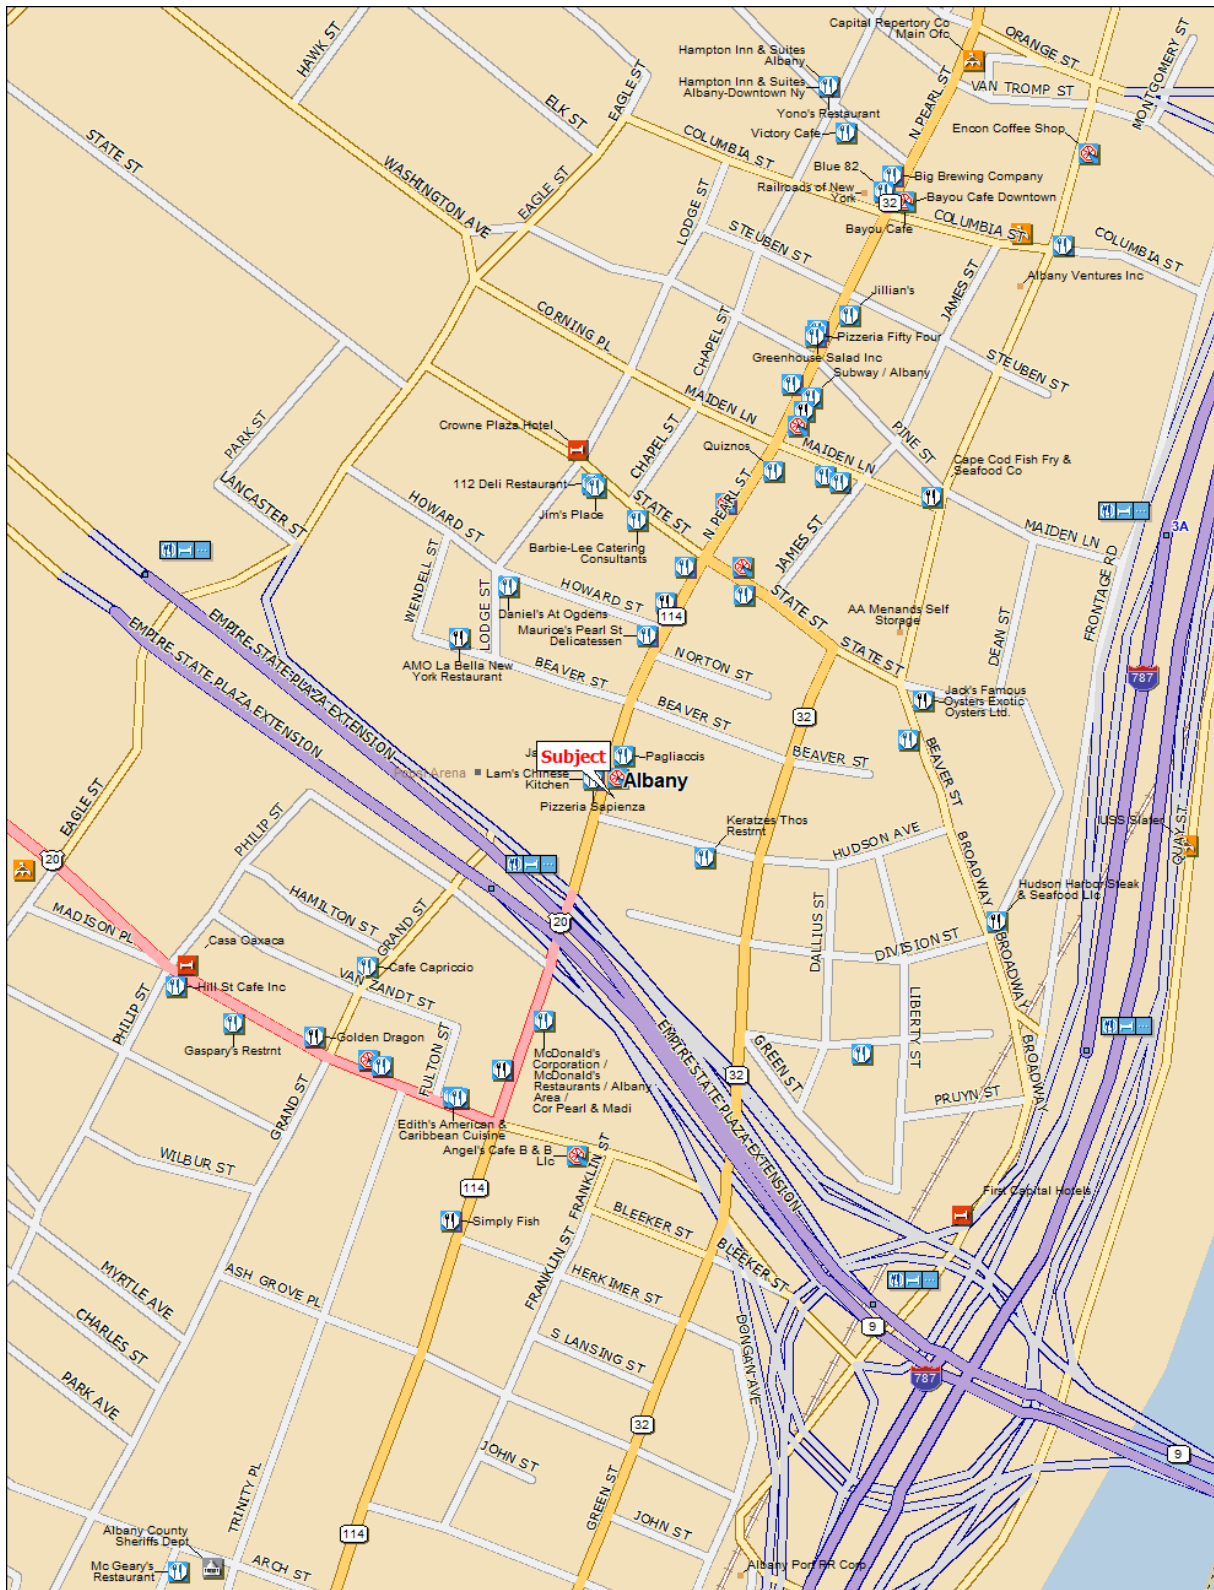 Capital Repertory Co
Main Ofc
ORANGE ST
MONTGOMERY ST
HAWK ST
Hampton Inn & Suites
Albany
Hampton Inn & Suites
Albany-Downtown Ny
VAN TROMP ST
EAGLE ST
ELK ST
N PEARL ST
Yono's Restaurant
Victory Cafe
Encon Coffee Shop
STATE ST
COLUMBIA ST
WASHINGTON AVE
Blue 82
Big Brewing Company
Railroads of New
York
32
Bayou Cafe Downtown
Bayou Cafe
EAGLE ST
LODGE ST
STEUBEN ST
COLUMBIA ST
COLUMBIA ST
JAMES ST
Albany Ventures Inc
Jillian's
CORNING PL
CHAPEL ST
Pizzeria Fifty Four
Greenhouse Salad Inc
Subway / Albany
STEUBEN ST
MAIDEN LN
PARK ST
Crowne Plaza Hotel
CHAPEL ST
Quiznos
MAIDEN LN
PINE ST
Cape Cod Fish Fry &
Seafood Co
LANCASTER ST
112 Deli Restaurant
HOWARD ST
Jim's Place
STATE ST
N PEARL ST
MAIDEN LN
3A
Barbie-Lee Catering
Consultants
JAMES ST
FRONTAGE RD
WENDELL ST
LODGE ST
Daniel's At Ogdens
HOWARD ST
114
STATE ST
AA Menands Self
Storage
DEAN ST
EMPIRE STATE PLAZA EXTENSION
EMPIRE STATE PLAZA EXTENSION
Maurice's Pearl St
Delicatessen
AMO La Bella New
York Restaurant
BEAVER ST
NORTON ST
STATE ST
787
Jack's Famous
Oysters Exotic
Oysters Ltd.
BEAVER ST
32
BEAVER ST
BEAVER ST
Subject
Pagliaccis
Pepsi Arena
Lam's Chinese
Kitchen
Albany
Pizzeria Sapienza
EAGLE ST
PHILIP ST
Keratzes Thos
Restrnt
HUDSON AVE
USS Slater
QUAY ST
20
BROADWAY
Hudson Harbor Steak
& Seafood Llc
HAMILTON ST
GRAND ST
20
MADISON PL
Casa Oaxaca
DALLIUS ST
DIVISION ST
BROADWAY
Cafe Capriccio
VAN ZANDT ST
Hill St Cafe Inc
PHILIP ST
LIBERTY ST
Gaspary's Restrnt
Golden Dragon
FULTON ST
McDonald's
Corporation /
McDonald's
Restaurants / Albany
Area /
Cor Pearl & Madi
EMPIRE STATE PLAZA EXTENSION
GREEN ST
BROADWAY
32
GRAND ST
Edith's American &
Caribbean Cuisine
PRUYN ST
WILBUR ST
Angel's Cafe B & B
Llc
FRANKLIN ST
114
First Capital Hotels
Simply Fish
BLEEKER ST
BLEEKER ST
MYRTLE AVE
ASH GROVE PL
FRANKLIN ST
HERKIMER ST
CHARLES ST
S LANSING ST
DONGAN AVE
9
787
PARK AVE
32
9
JOHN ST
TRINITY PL
GREEN ST
JOHN ST
Albany County
Sheriffs Dept
114
Mc Geary's
Restaurant
ARCH ST
Albany Port RR Corp